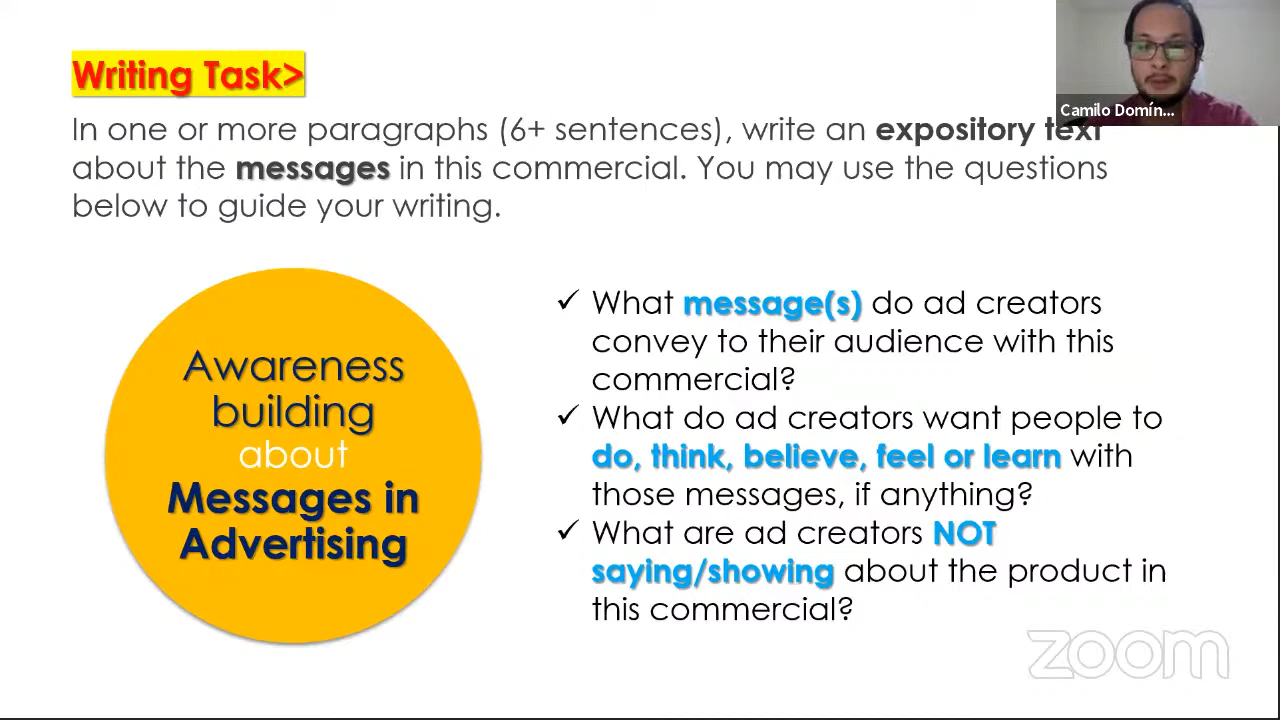 Writing Task>
Camilo Domín...
In one or more paragraphs (6+ sentences), write an expository text
about the messages in this commercial. You may use the questions
below to guide your writing.
Awareness
building
about
Messages in
Advertising
✓ What message(s) do ad creators
convey to their audience with this
commercial?
✓ What do ad creators want people to
do, think, believe, feel or learn with
those messages, if anything?
✓ What are ad creators NOT
saying/showing about the product in
this commercial?
zoom